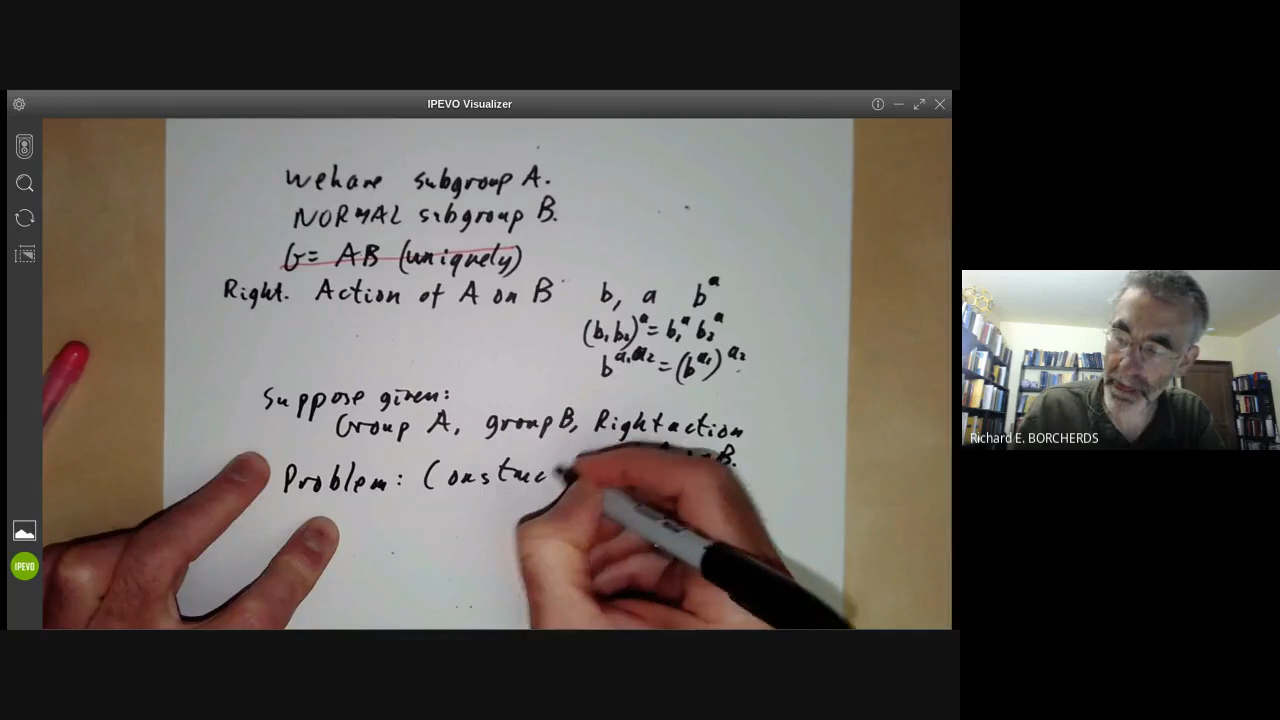 IPEVO Visualizer
We have subgroup A.
NORMAL subgroup B.
G = AB (uniquely)
Right. Action of A on B b, a b^a
(b₁b₂)^a = b₁^a b₂^a
b^{a₁a₂} = (b^{a₁})^{a₂}
Suppose given:
Group A, group B, Right action
B.
Problem: Construc
Richard E. BORCHERDS
IPEVO